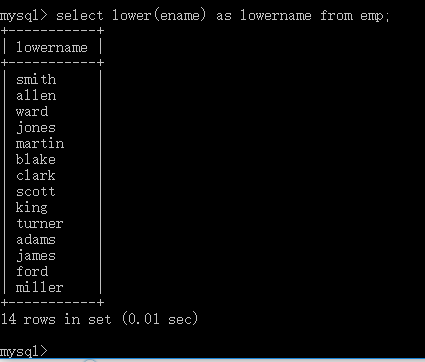 mysql> select lower(ename) as lowername from emp;
+-----------+
| lowername |
+-----------+
| smith     |
| allen     |
| ward      |
| jones     |
| martin    |
| blake     |
| clark     |
| scott     |
| king      |
| turner    |
| adams     |
| james     |
| ford      |
| miller    |
+-----------+
14 rows in set (0.01 sec)
mysql>